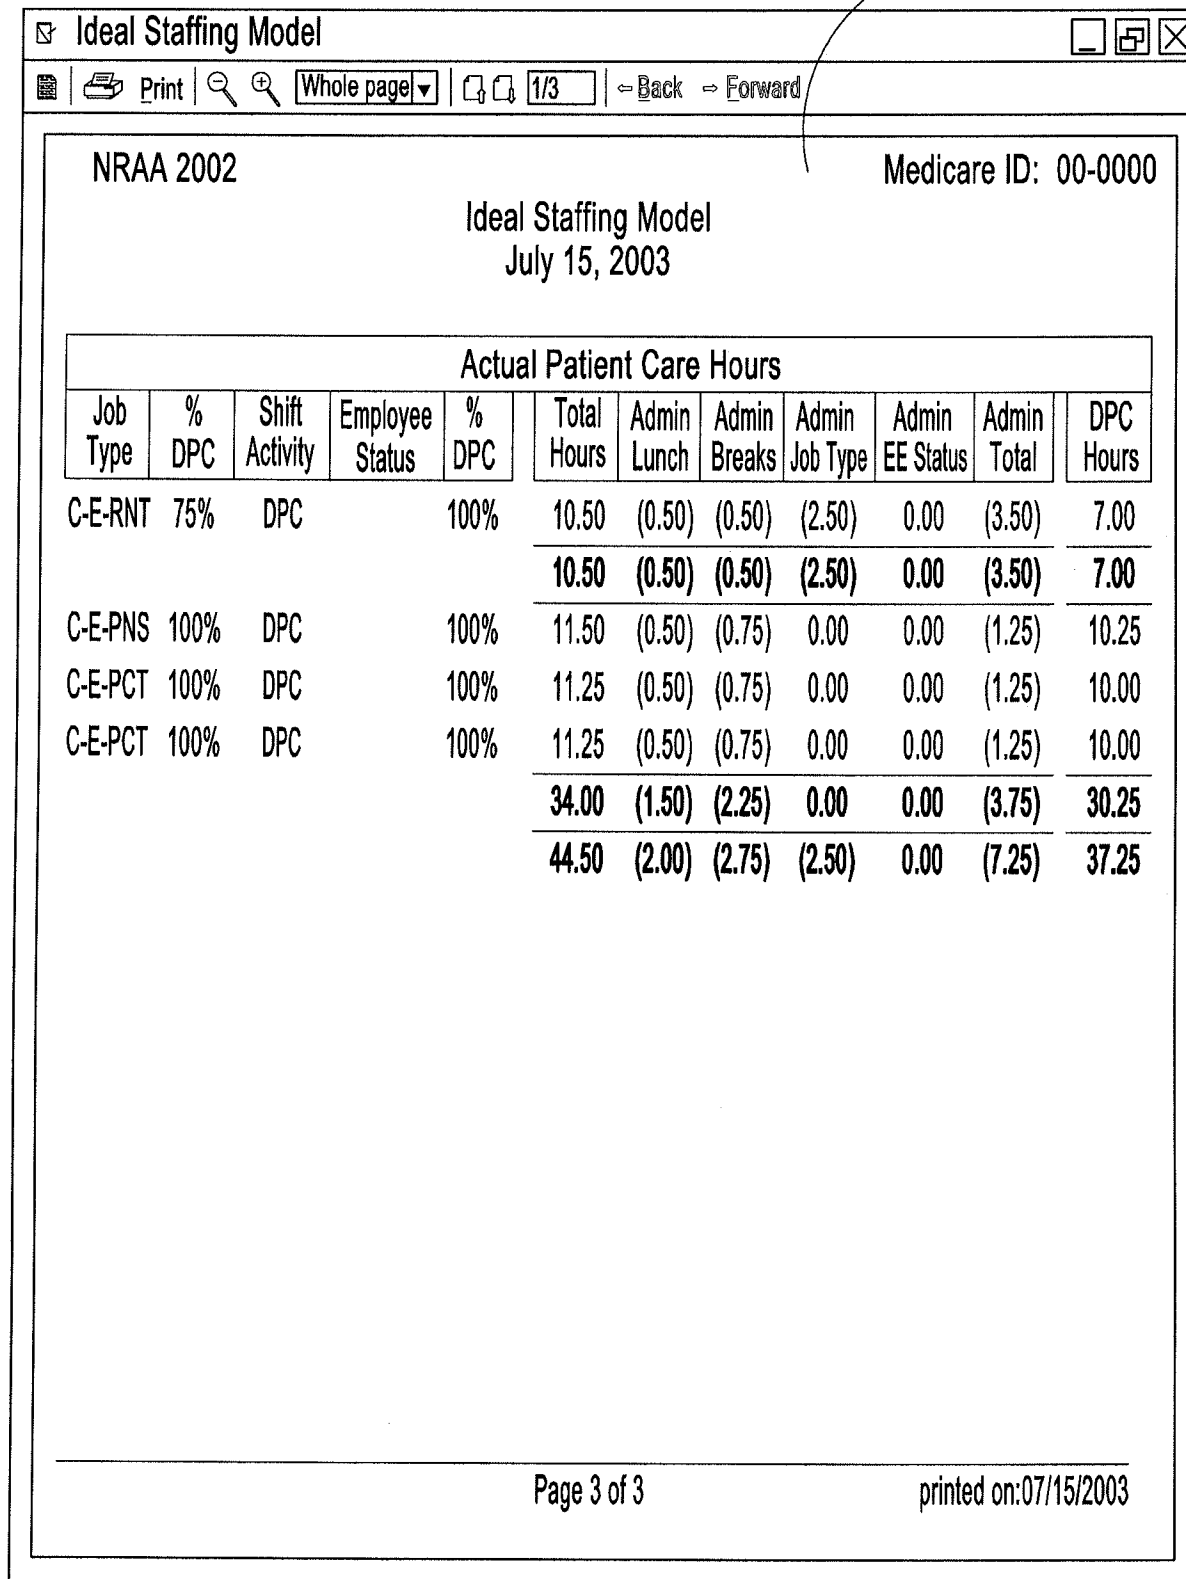 Ideal Staffing Model
Print Whole page 1/3 Back Forward
NRAA 2002 Medicare ID: 00-0000
Ideal Staffing Model
July 15, 2003
Actual Patient Care Hours
Job Type % DPC Shift Activity Employee Status % DPC Total Hours Admin Lunch Admin Breaks Admin Job Type Admin EE Status Admin Total DPC Hours
C-E-RNT 75% DPC 100% 10.50 (0.50) (0.50) (2.50) 0.00 (3.50) 7.00
10.50 (0.50) (0.50) (2.50) 0.00 (3.50) 7.00
C-E-PNS 100% DPC 100% 11.50 (0.50) (0.75) 0.00 0.00 (1.25) 10.25
C-E-PCT 100% DPC 100% 11.25 (0.50) (0.75) 0.00 0.00 (1.25) 10.00
C-E-PCT 100% DPC 100% 11.25 (0.50) (0.75) 0.00 0.00 (1.25) 10.00
34.00 (1.50) (2.25) 0.00 0.00 (3.75) 30.25
44.50 (2.00) (2.75) (2.50) 0.00 (7.25) 37.25
Page 3 of 3 printed on:07/15/2003